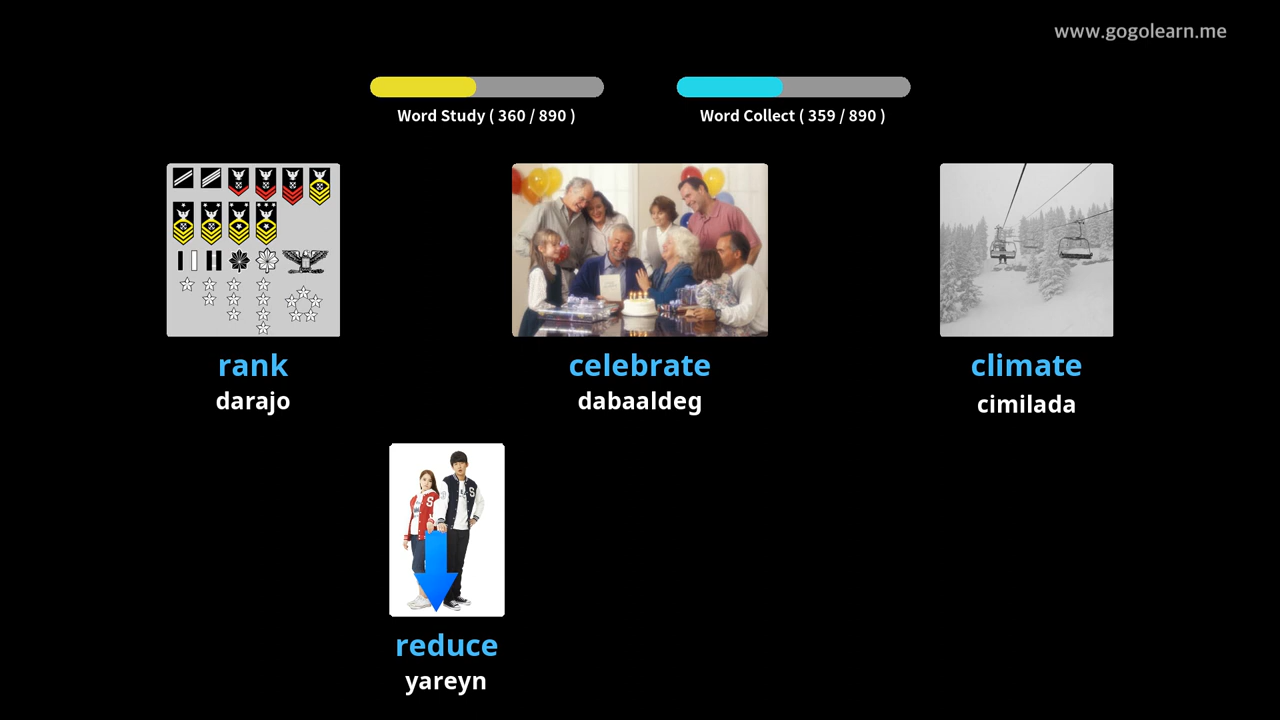 www.gogolearn.me
Word Study ( 360 / 890 )
Word Collect ( 359 / 890 )
rank
darajo
celebrate
dabaaldeg
climate
cimilada
S
S
reduce
yareyn